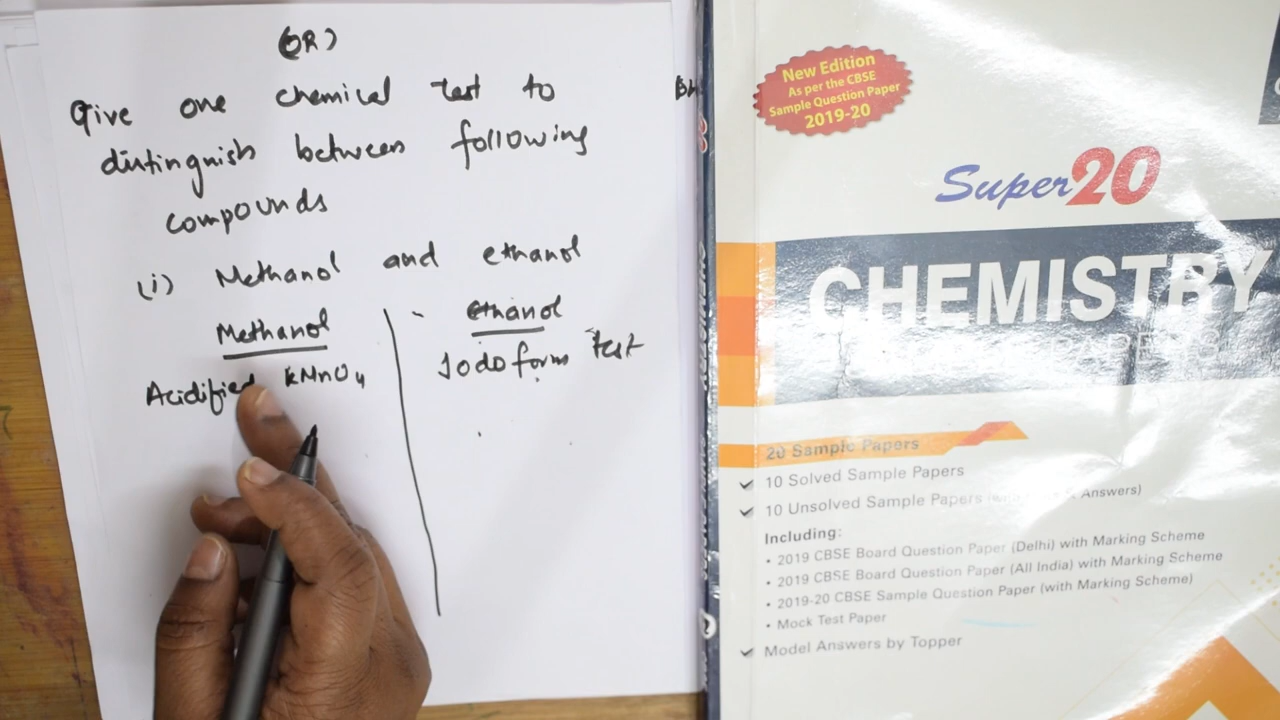 (OR)
Give one chemical test to
distinguish between following
compounds
(i) Methanol and ethanol
Methanol
ethanol
Acidified KMnO4
Iodoform test
New Edition
As per the CBSE
Sample Question Paper
2019-20
Super20
CHEMISTRY
20 Sample Papers
10 Solved Sample Papers
10 Unsolved Sample Papers Answers)
Including:
• 2019 CBSE Board Question Paper (Delhi) with Marking Scheme
• 2019 CBSE Board Question Paper (All India) with Marking Scheme
• 2019-20 CBSE Sample Question Paper (with Marking Scheme)
• Mock Test Paper
Model Answers by Topper